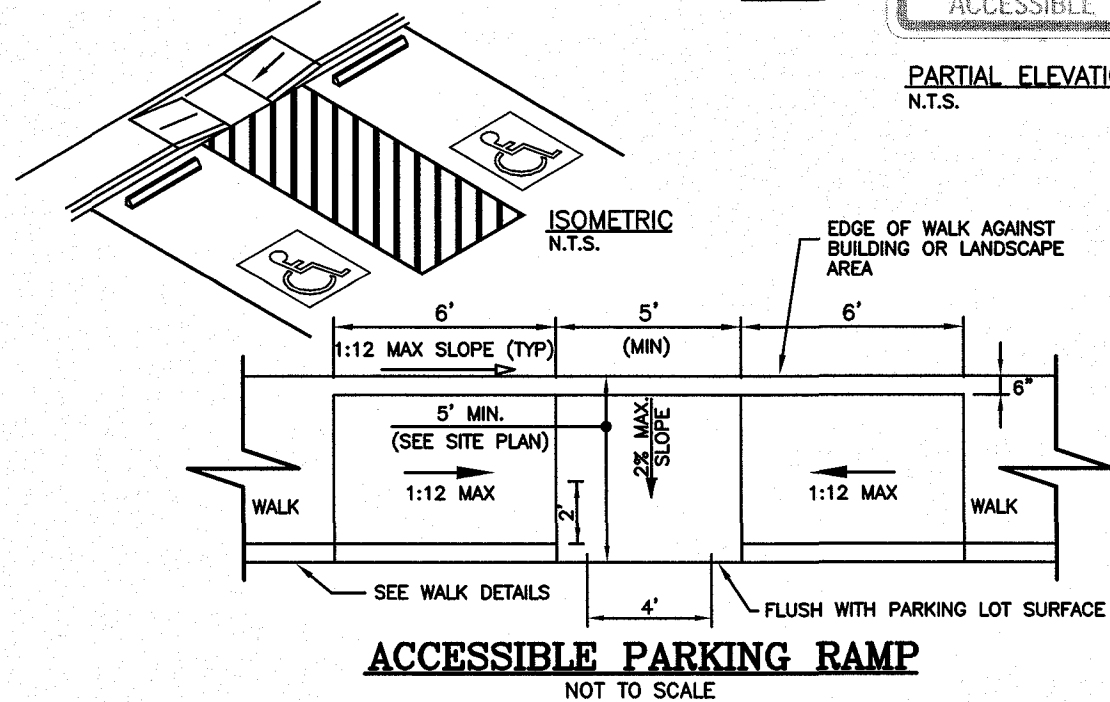 ACCESSIBLE
PARTIAL ELEVATI
N.T.S.
ISOMETRIC
N.T.S.
EDGE OF WALK AGAINST
BUILDING OR LANDSCAPE
AREA
6'
5'
6'
1:12 MAX SLOPE (TYP)
(MIN)
6"
5' MIN.
(SEE SITE PLAN)
2% MAX.
SLOPE
1:12 MAX
1:12 MAX
WALK
2'
WALK
SEE WALK DETAILS
4'
FLUSH WITH PARKING LOT SURFACE
ACCESSIBLE PARKING RAMP
NOT TO SCALE